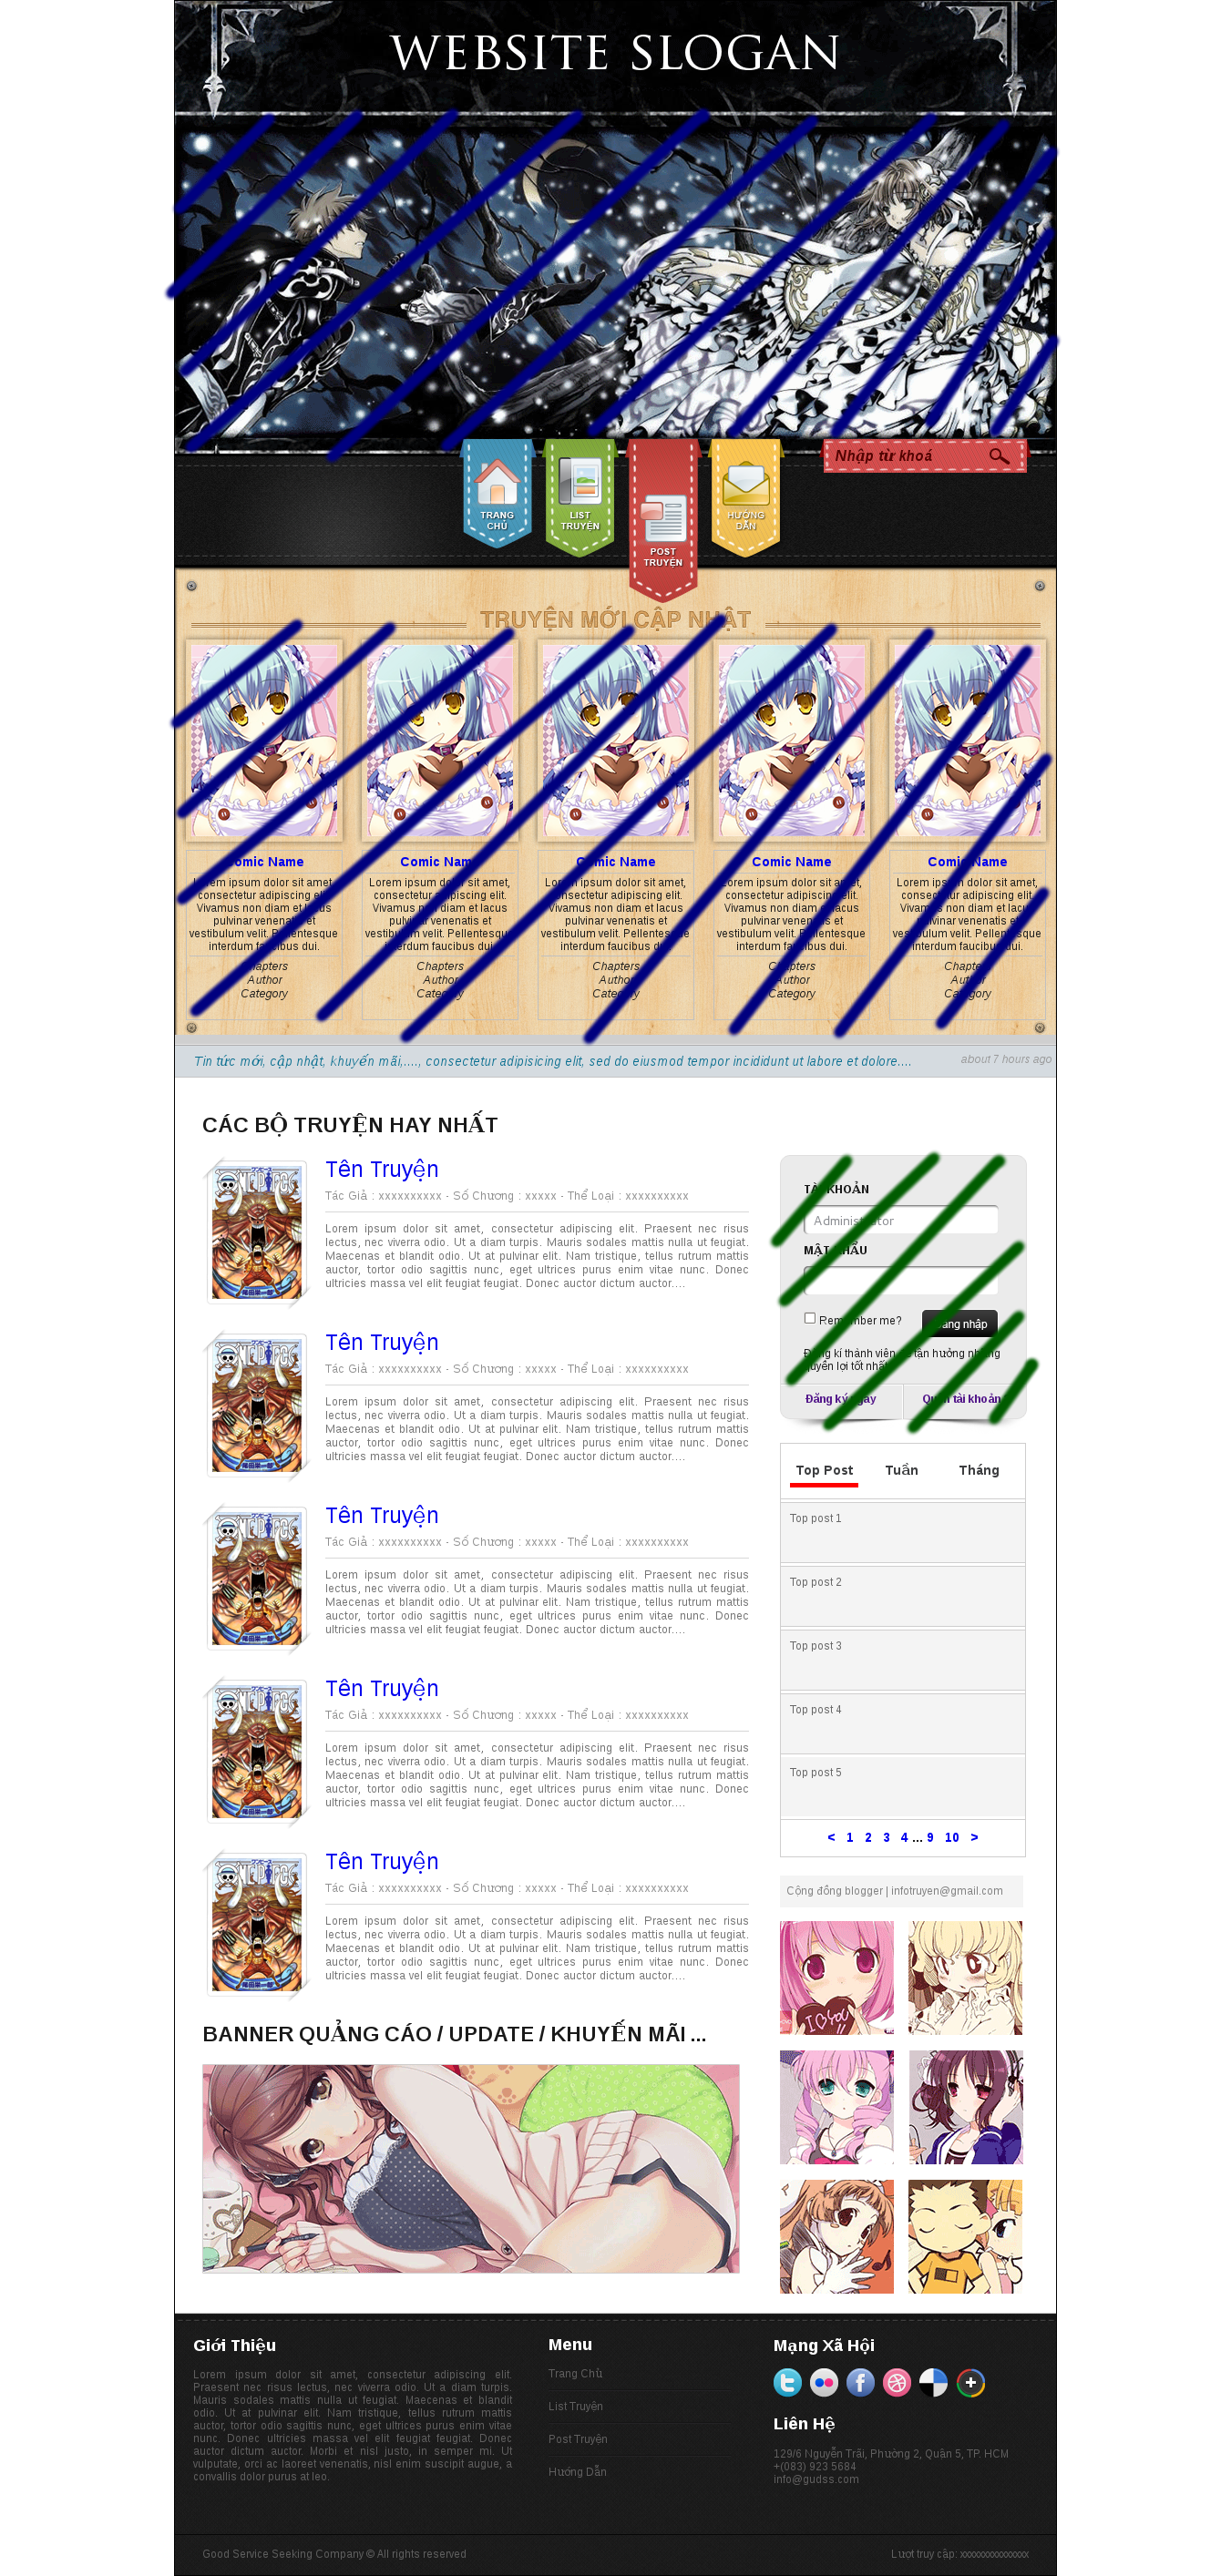 WEBSITE SLOGAN
Nhập từ khoá
TRANG
CHỦ
LIST
TRUYỆN
POST
TRUYỆN
HƯỚNG
DẪN
TRUYỆN MỚI CẬP NHẬT
Comic Name
Lorem ipsum dolor sit amet,
consectetur adipiscing elit.
Vivamus non diam et lacus
pulvinar venenatis et
vestibulum velit. Pellentesque
interdum faucibus dui.
Chapters
Author
Category
Comic Name
Lorem ipsum dolor sit amet,
consectetur adipiscing elit.
Vivamus non diam et lacus
pulvinar venenatis et
vestibulum velit. Pellentesque
interdum faucibus dui.
Chapters
Author
Category
Comic Name
Lorem ipsum dolor sit amet,
consectetur adipiscing elit.
Vivamus non diam et lacus
pulvinar venenatis et
vestibulum velit. Pellentesque
interdum faucibus dui.
Chapters
Author
Category
Comic Name
Lorem ipsum dolor sit amet,
consectetur adipiscing elit.
Vivamus non diam et lacus
pulvinar venenatis et
vestibulum velit. Pellentesque
interdum faucibus dui.
Chapters
Author
Category
Comic Name
Lorem ipsum dolor sit amet,
consectetur adipiscing elit.
Vivamus non diam et lacus
pulvinar venenatis et
vestibulum velit. Pellentesque
interdum faucibus dui.
Chapters
Author
Category
Tin tức mới, cập nhật, khuyến mãi,...., consectetur adipisicing elit, sed do eiusmod tempor incididunt ut labore et dolore....
about 7 hours ago
CÁC BỘ TRUYỆN HAY NHẤT
Tên Truyện
Tác Giả : xxxxxxxxxx - Số Chương : xxxxx - Thể Loại : xxxxxxxxxx
Lorem ipsum dolor sit amet, consectetur adipiscing elit. Praesent nec risus
lectus, nec viverra odio. Ut a diam turpis. Mauris sodales mattis nulla ut feugiat.
Maecenas et blandit odio. Ut at pulvinar elit. Nam tristique, tellus rutrum mattis
auctor, tortor odio sagittis nunc, eget ultrices purus enim vitae nunc. Donec
ultricies massa vel elit feugiat feugiat. Donec auctor dictum auctor....
Tên Truyện
Tác Giả : xxxxxxxxxx - Số Chương : xxxxx - Thể Loại : xxxxxxxxxx
Lorem ipsum dolor sit amet, consectetur adipiscing elit. Praesent nec risus
lectus, nec viverra odio. Ut a diam turpis. Mauris sodales mattis nulla ut feugiat.
Maecenas et blandit odio. Ut at pulvinar elit. Nam tristique, tellus rutrum mattis
auctor, tortor odio sagittis nunc, eget ultrices purus enim vitae nunc. Donec
ultricies massa vel elit feugiat feugiat. Donec auctor dictum auctor....
Tên Truyện
Tác Giả : xxxxxxxxxx - Số Chương : xxxxx - Thể Loại : xxxxxxxxxx
Lorem ipsum dolor sit amet, consectetur adipiscing elit. Praesent nec risus
lectus, nec viverra odio. Ut a diam turpis. Mauris sodales mattis nulla ut feugiat.
Maecenas et blandit odio. Ut at pulvinar elit. Nam tristique, tellus rutrum mattis
auctor, tortor odio sagittis nunc, eget ultrices purus enim vitae nunc. Donec
ultricies massa vel elit feugiat feugiat. Donec auctor dictum auctor....
Tên Truyện
Tác Giả : xxxxxxxxxx - Số Chương : xxxxx - Thể Loại : xxxxxxxxxx
Lorem ipsum dolor sit amet, consectetur adipiscing elit. Praesent nec risus
lectus, nec viverra odio. Ut a diam turpis. Mauris sodales mattis nulla ut feugiat.
Maecenas et blandit odio. Ut at pulvinar elit. Nam tristique, tellus rutrum mattis
auctor, tortor odio sagittis nunc, eget ultrices purus enim vitae nunc. Donec
ultricies massa vel elit feugiat feugiat. Donec auctor dictum auctor....
Tên Truyện
Tác Giả : xxxxxxxxxx - Số Chương : xxxxx - Thể Loại : xxxxxxxxxx
Lorem ipsum dolor sit amet, consectetur adipiscing elit. Praesent nec risus
lectus, nec viverra odio. Ut a diam turpis. Mauris sodales mattis nulla ut feugiat.
Maecenas et blandit odio. Ut at pulvinar elit. Nam tristique, tellus rutrum mattis
auctor, tortor odio sagittis nunc, eget ultrices purus enim vitae nunc. Donec
ultricies massa vel elit feugiat feugiat. Donec auctor dictum auctor....
BANNER QUẢNG CÁO / UPDATE / KHUYẾN MÃI ...
TÀI KHOẢN
Administrator
MẬT KHẨU
Remember me?
Đăng nhập
Đăng kí thành viên để tận hưởng những
quyền lợi tốt nhất
Đăng ký ngay
Quên tài khoản
Top Post Tuần Tháng
Top post 1
Top post 2
Top post 3
Top post 4
Top post 5
< 1 2 3 4 ... 9 10 >
Cộng đồng blogger | infotruyen@gmail.com
I ♥ You !!
Giới Thiệu
Lorem ipsum dolor sit amet, consectetur adipiscing elit.
Praesent nec risus lectus, nec viverra odio. Ut a diam turpis.
Mauris sodales mattis nulla ut feugiat. Maecenas et blandit
odio. Ut at pulvinar elit. Nam tristique, tellus rutrum mattis
auctor, tortor odio sagittis nunc, eget ultrices purus enim vitae
nunc. Donec ultricies massa vel elit feugiat feugiat. Donec
auctor dictum auctor. Morbi et nisl justo, in semper mi. Ut
vulputate, orci ac laoreet venenatis, nisl enim suscipit augue, a
convallis dolor purus at leo.
Menu
Trang Chủ
List Truyện
Post Truyện
Hướng Dẫn
Mạng Xã Hội
Liên Hệ
129/6 Nguyễn Trãi, Phường 2, Quận 5, TP. HCM
+(083) 923 5684
info@gudss.com
Good Service Seeking Company © All rights reserved
Lượt truy cập: xxxxxxxxxxxxxxx